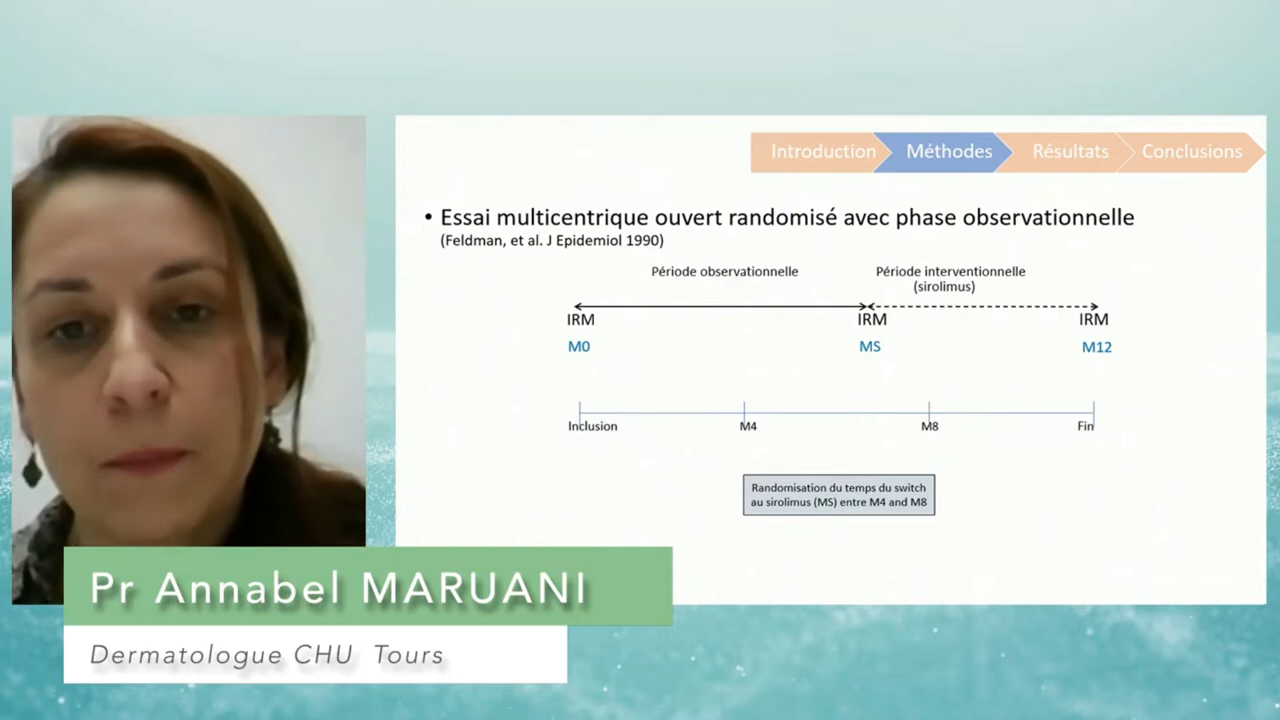 Introduction Méthodes Résultats Conclusions
• Essai multicentrique ouvert randomisé avec phase observationnelle
(Feldman, et al. J Epidemiol 1990)
Période observationnelle Période interventionnelle
(sirolimus)
IRM IRM IRM
M0 MS M12
Inclusion M4 M8 Fin
Randomisation du temps du switch
au sirolimus (MS) entre M4 and M8
Pr Annabel MARUANI
Dermatologue CHU Tours